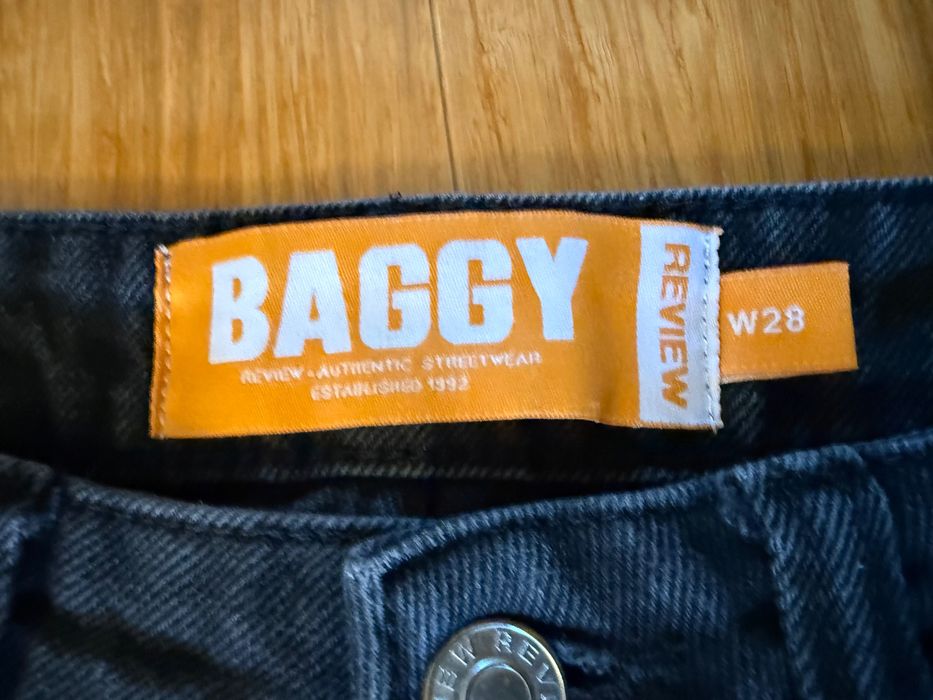 BAGGY
REVIEW - AUTHENTIC STREETWEAR
ESTABLISHED 1992
REVIEW
W28